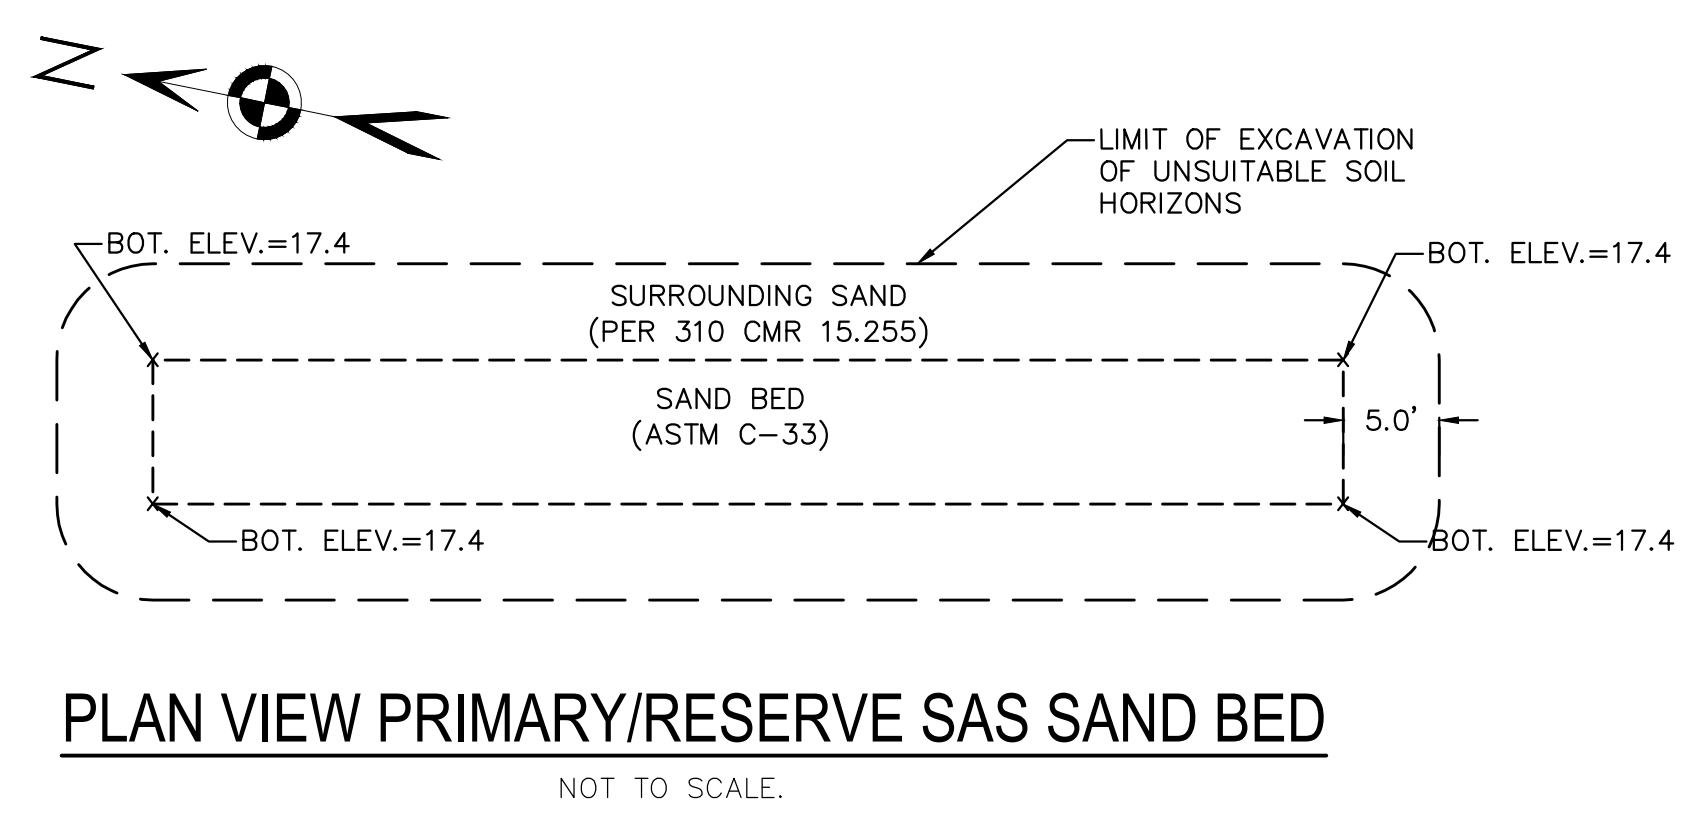 N
LIMIT OF EXCAVATION
OF UNSUITABLE SOIL
HORIZONS
BOT. ELEV.=17.4
BOT. ELEV.=17.4
SURROUNDING SAND
(PER 310 CMR 15.255)
SAND BED
(ASTM C-33)
5.0'
BOT. ELEV.=17.4
BOT. ELEV.=17.4
PLAN VIEW PRIMARY/RESERVE SAS SAND BED
NOT TO SCALE.